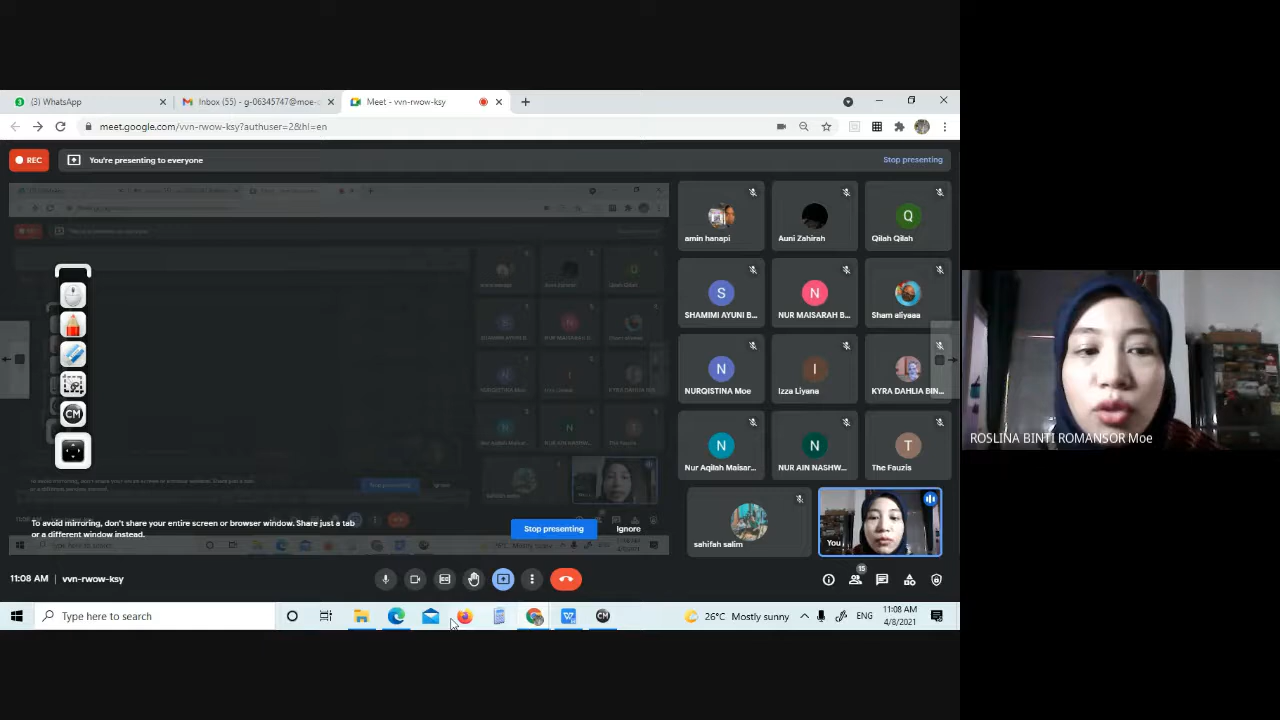 (3) WhatsApp
Inbox (55) - g-06345747@moe-
Meet - vvn-rwow-ksy
meet.google.com/vvn-rwow-ksy?authuser=2&hl=en
REC
You're presenting to everyone
Stop presenting
amin hanapi
Auni Zahirah
Q
Qilah Qilah
S
SHAMIMI AYUNI B...
N
NUR MAISARAH B...
Sham aliyaaa
N
NURQISTINA Moe
I
Izza Liyana
KYRA DAHLIA BIN...
N
Nur Aqilah Maisar...
N
NUR AIN NASHW...
T
The Fauzis
sahifah salim
You
CM
To avoid mirroring, don't share your entire screen or browser window. Share just a tab
or a different window instead.
Stop presenting
Ignore
11:08 AM | vvn-rwow-ksy
15
Type here to search
CM
26°C Mostly sunny
ENG
11:08 AM
4/8/2021
ROSLINA BINTI ROMANSOR Moe